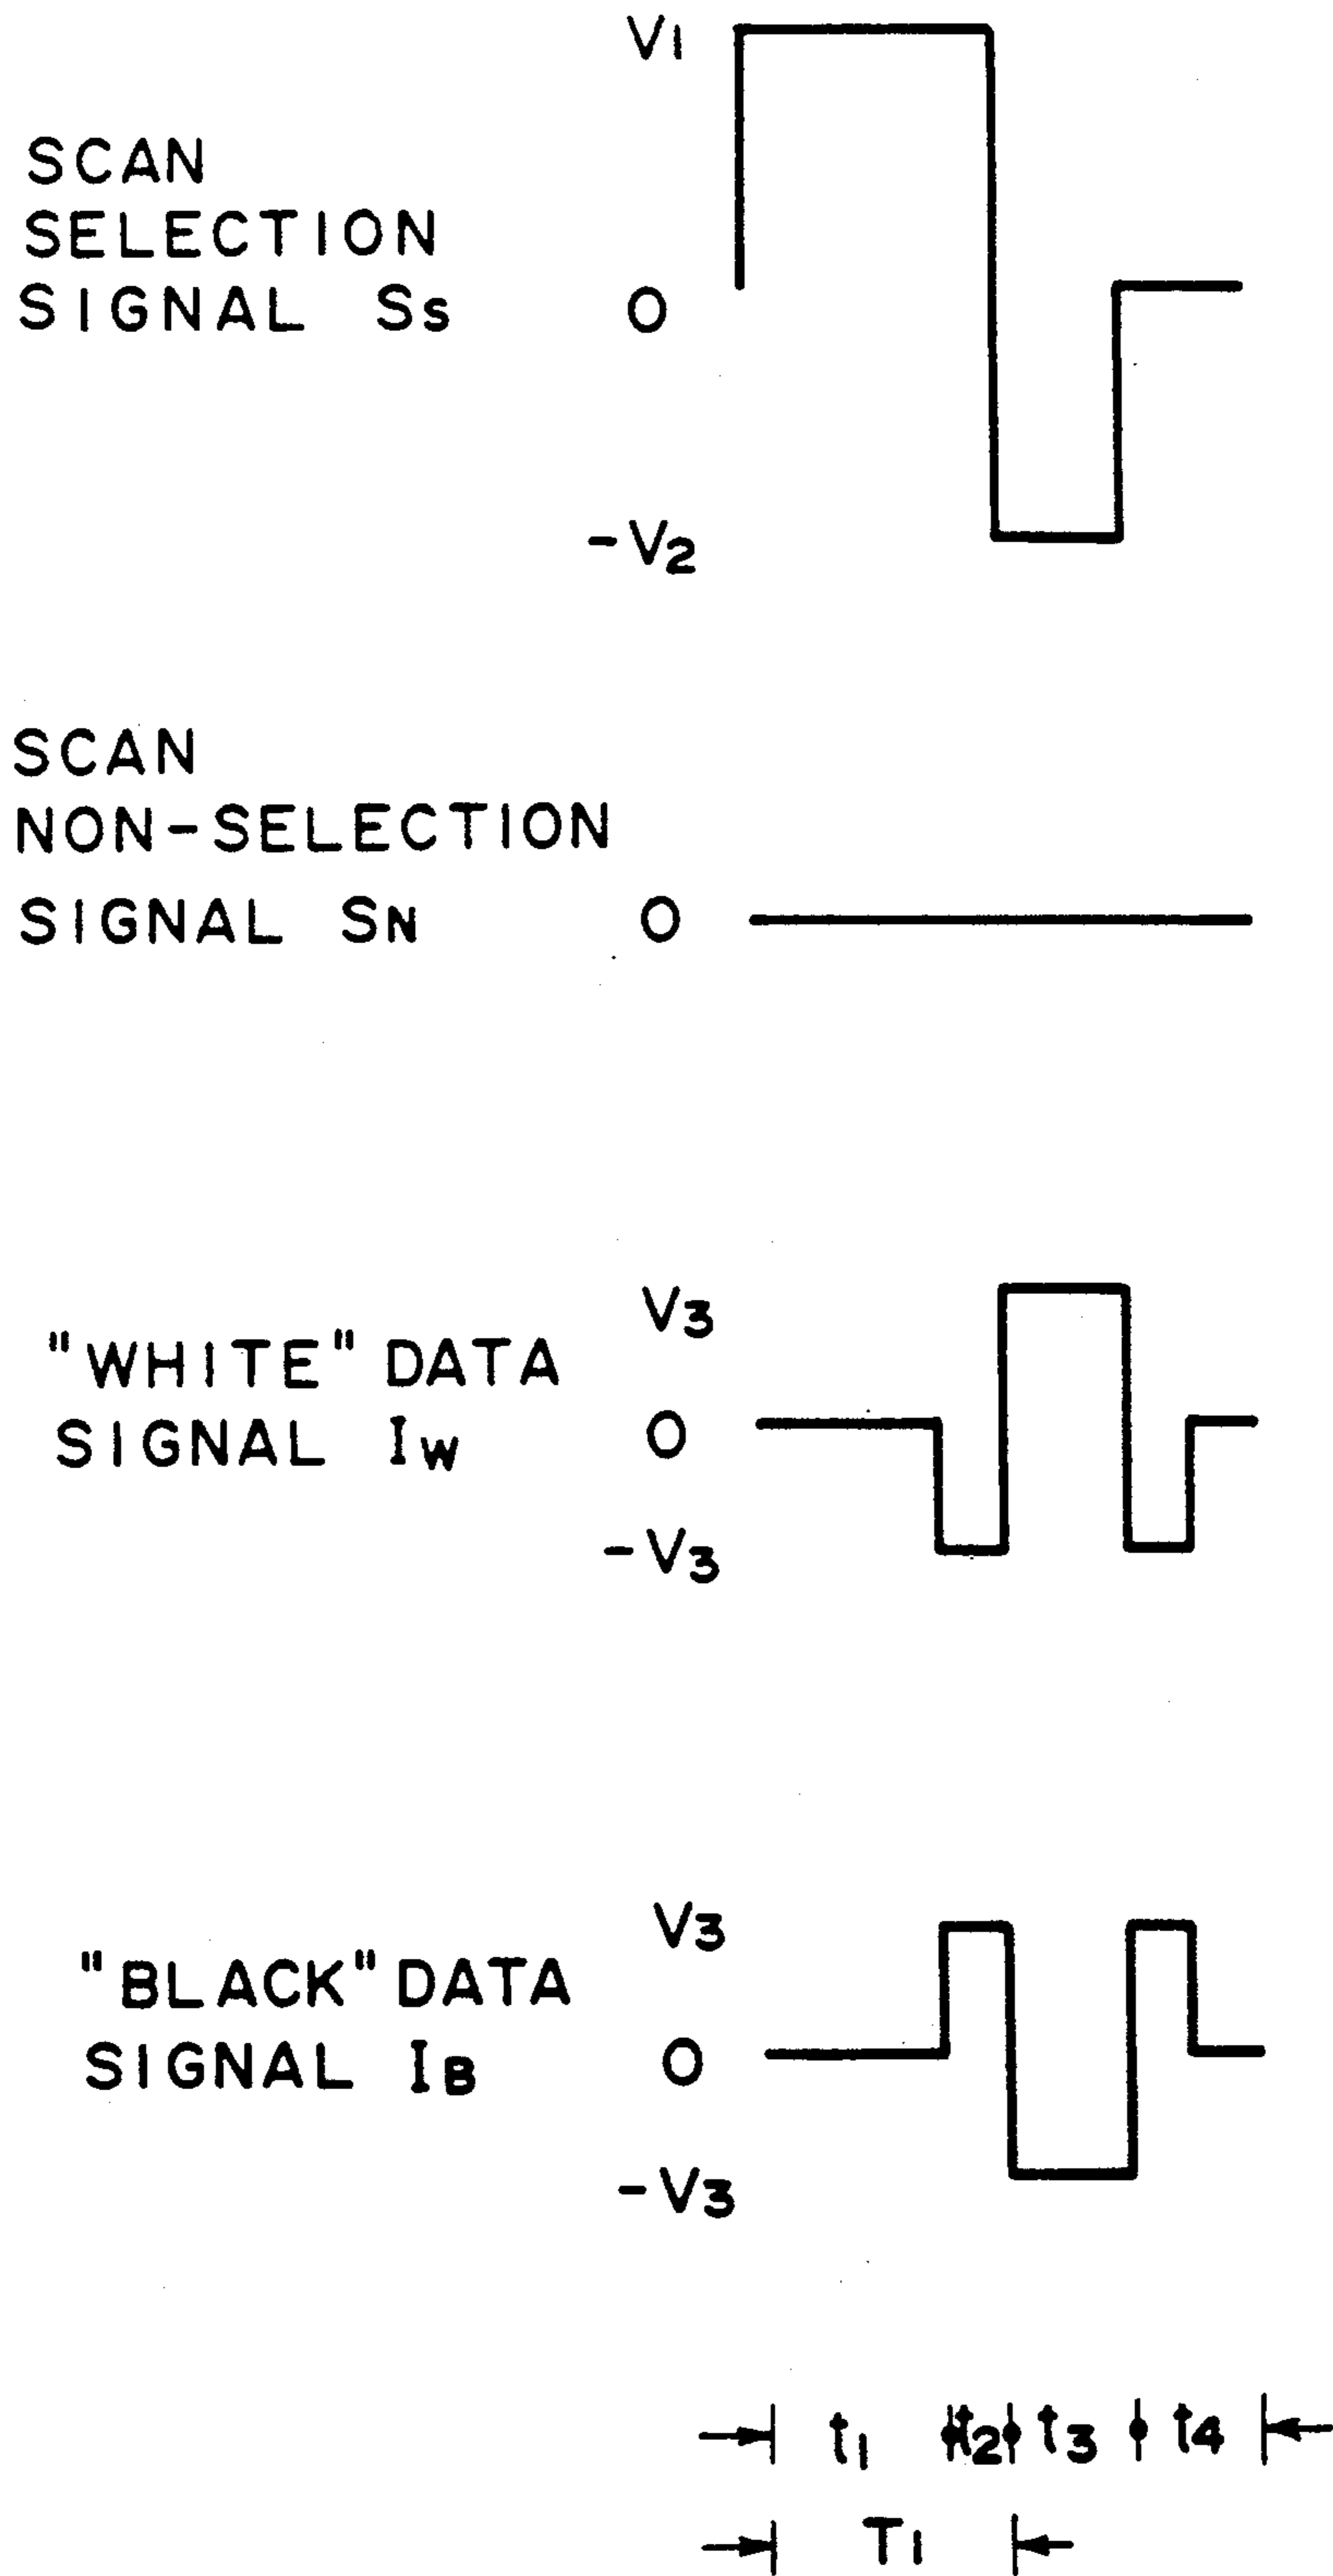 V1
SCAN
SELECTION
SIGNAL Ss
0
-V2
SCAN
NON-SELECTION
SIGNAL SN
0
V3
"WHITE" DATA
SIGNAL IW
0
-V3
V3
"BLACK" DATA
SIGNAL IB
0
-V3
t1 t2 t3 t4
T1